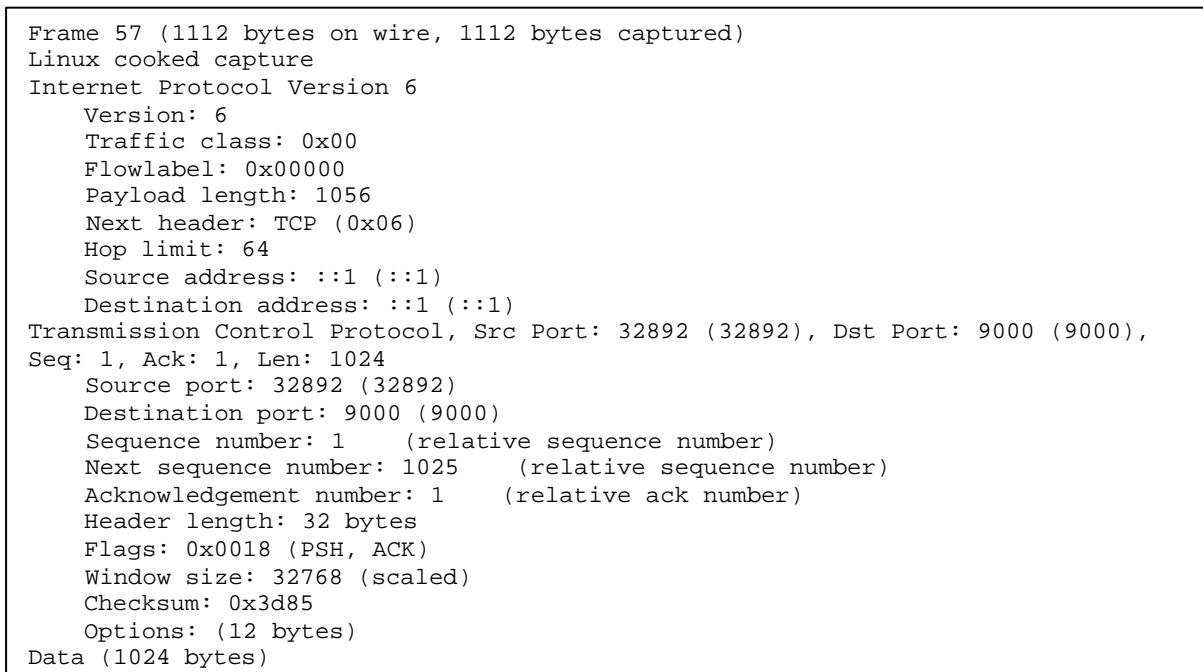 Frame 57 (1112 bytes on wire, 1112 bytes captured)
Linux cooked capture
Internet Protocol Version 6
    Version: 6
    Traffic class: 0x00
    Flowlabel: 0x00000
    Payload length: 1056
    Next header: TCP (0x06)
    Hop limit: 64
    Source address: ::1 (::1)
    Destination address: ::1 (::1)
Transmission Control Protocol, Src Port: 32892 (32892), Dst Port: 9000 (9000),
Seq: 1, Ack: 1, Len: 1024
    Source port: 32892 (32892)
    Destination port: 9000 (9000)
    Sequence number: 1    (relative sequence number)
    Next sequence number: 1025    (relative sequence number)
    Acknowledgement number: 1    (relative ack number)
    Header length: 32 bytes
    Flags: 0x0018 (PSH, ACK)
    Window size: 32768 (scaled)
    Checksum: 0x3d85
    Options: (12 bytes)
Data (1024 bytes)